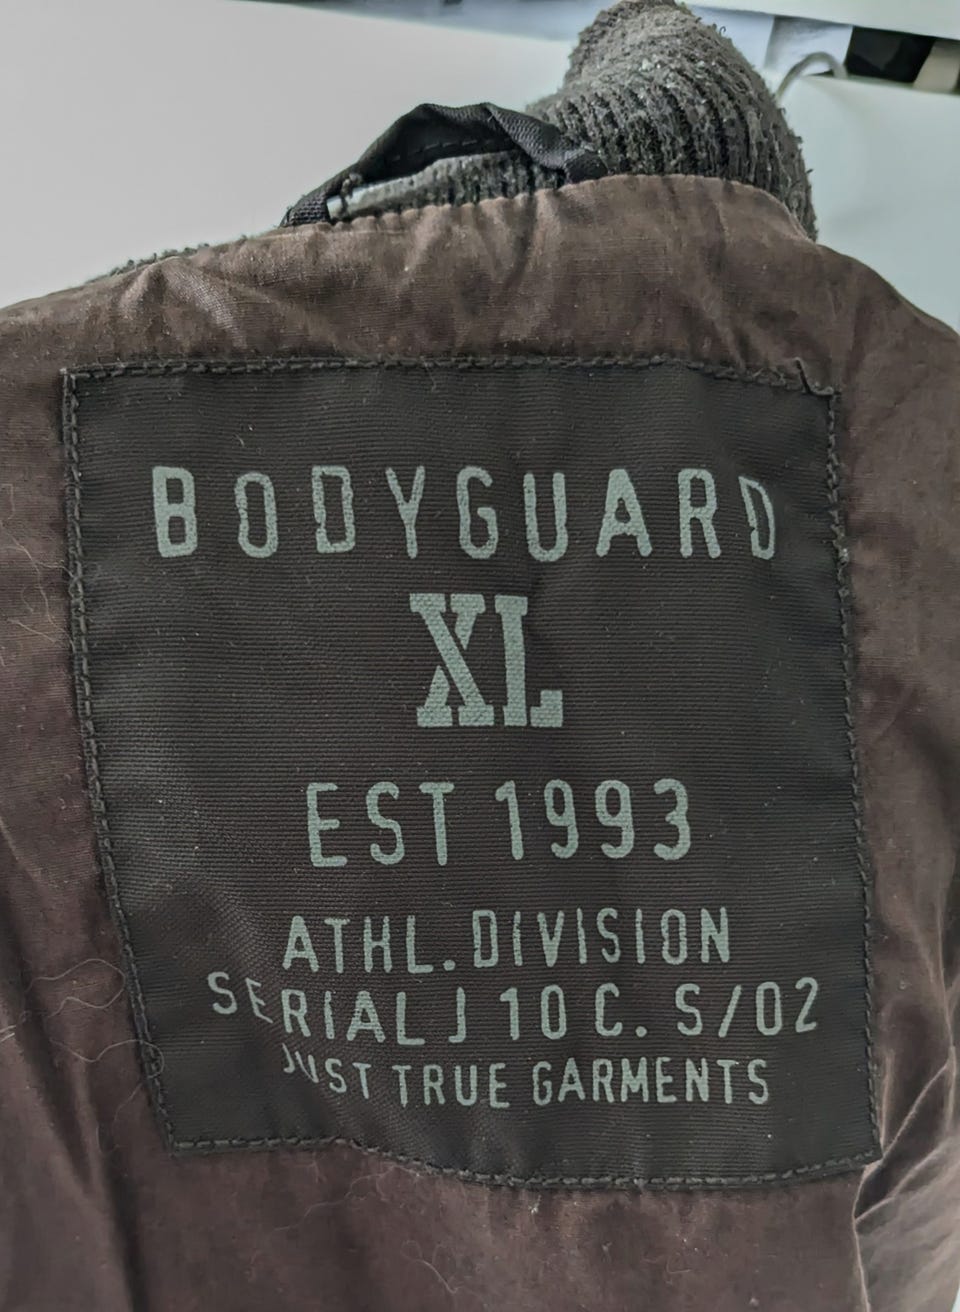 BODYGUARD
XL
EST 1993
ATHL. DIVISION
SERIAL J 10 C. S/02
JUST TRUE GARMENTS